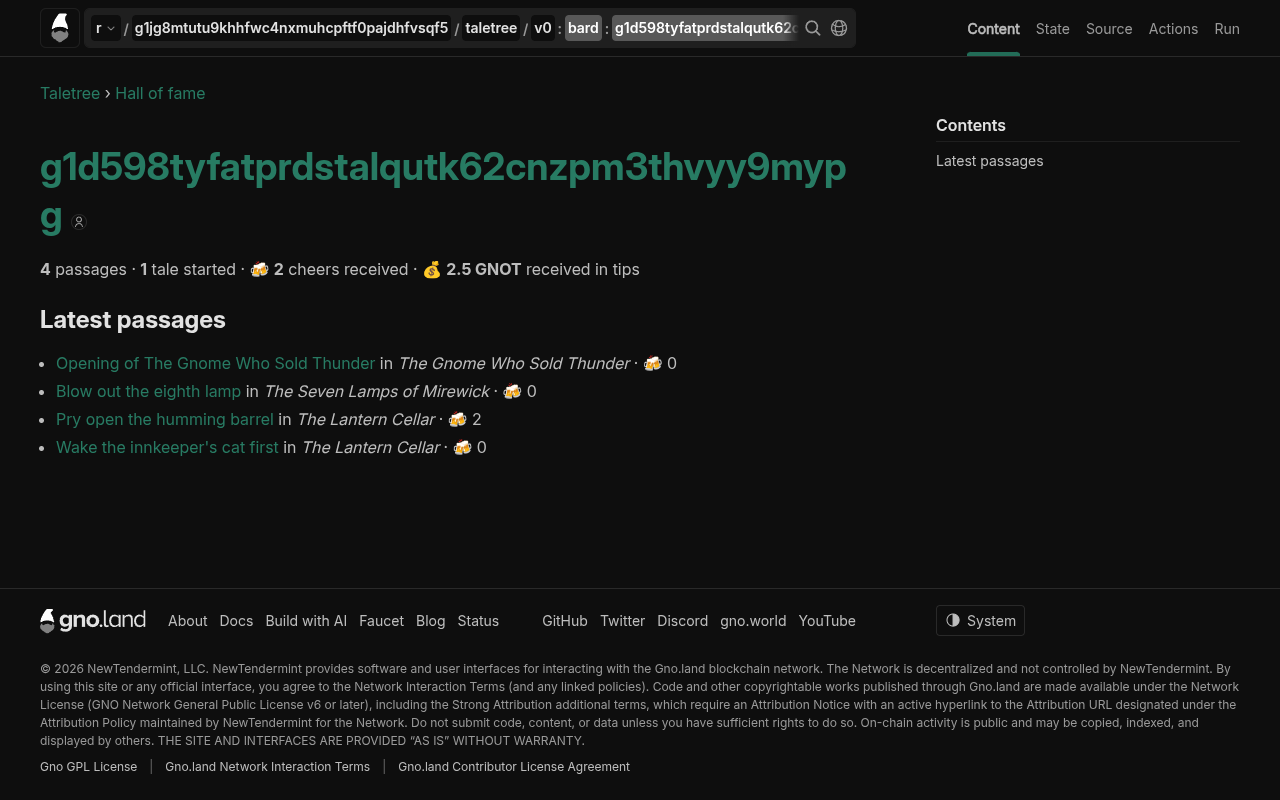 r / g1jg8mtutu9khhfwc4nxmuhcpftf0pajdhfvsqf5 / taletree / v0 : bard : g1d598tyfatprdstalqutk62c
Content State Source Actions Run
Taletree › Hall of fame
Contents
Latest passages
g1d598tyfatprdstalqutk62cnzpm3thvyy9myp
g
4 passages · 1 tale started · 🍻 2 cheers received · 💰 2.5 GNOT received in tips
Latest passages
• Opening of The Gnome Who Sold Thunder in The Gnome Who Sold Thunder · 🍻 0
• Blow out the eighth lamp in The Seven Lamps of Mirewick · 🍻 0
• Pry open the humming barrel in The Lantern Cellar · 🍻 2
• Wake the innkeeper's cat first in The Lantern Cellar · 🍻 0
gno.land About Docs Build with AI Faucet Blog Status GitHub Twitter Discord gno.world YouTube System
© 2026 NewTendermint, LLC. NewTendermint provides software and user interfaces for interacting with the Gno.land blockchain network. The Network is decentralized and not controlled by NewTendermint. By
using this site or any official interface, you agree to the Network Interaction Terms (and any linked policies). Code and other copyrightable works published through Gno.land are made available under the Network
License (GNO Network General Public License v6 or later), including the Strong Attribution additional terms, which require an Attribution Notice with an active hyperlink to the Attribution URL designated under the
Attribution Policy maintained by NewTendermint for the Network. Do not submit code, content, or data unless you have sufficient rights to do so. On-chain activity is public and may be copied, indexed, and
displayed by others. THE SITE AND INTERFACES ARE PROVIDED “AS IS” WITHOUT WARRANTY.
Gno GPL License | Gno.land Network Interaction Terms | Gno.land Contributor License Agreement